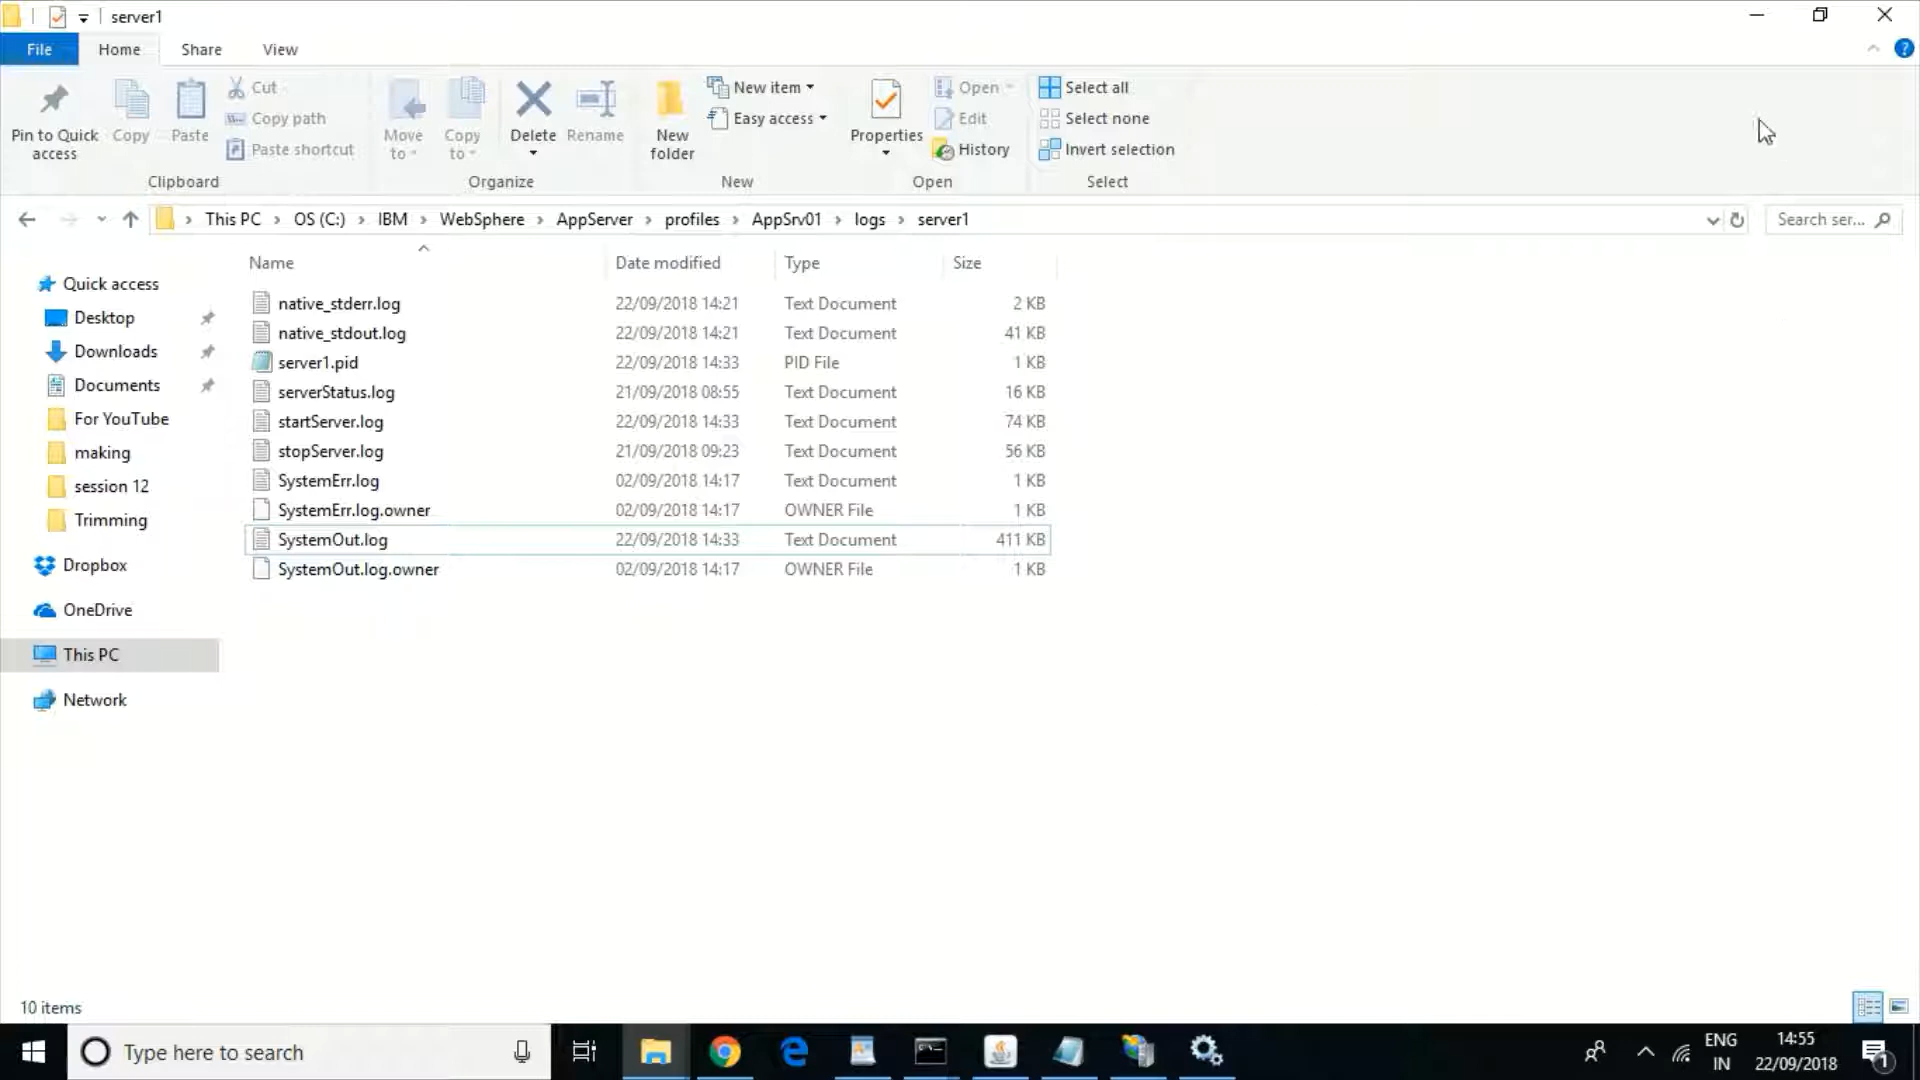 server1
File Home Share View
Pin to Quick access
Copy
Paste
Cut
Copy path
Paste shortcut
Clipboard
Move to
Copy to
Delete
Rename
Organize
New folder
New item
Easy access
New
Properties
Open
Edit
History
Open
Select all
Select none
Invert selection
Select
This PC > OS (C:) > IBM > WebSphere > AppServer > profiles > AppSrv01 > logs > server1
Search ser...
Quick access
Desktop
Downloads
Documents
For YouTube
making
session 12
Trimming
Dropbox
OneDrive
This PC
Network
Name Date modified Type Size
native_stderr.log 22/09/2018 14:21 Text Document 2 KB
native_stdout.log 22/09/2018 14:21 Text Document 41 KB
server1.pid 22/09/2018 14:33 PID File 1 KB
serverStatus.log 21/09/2018 08:55 Text Document 16 KB
startServer.log 22/09/2018 14:33 Text Document 74 KB
stopServer.log 21/09/2018 09:23 Text Document 56 KB
SystemErr.log 02/09/2018 14:17 Text Document 1 KB
SystemErr.log.owner 02/09/2018 14:17 OWNER File 1 KB
SystemOut.log 22/09/2018 14:33 Text Document 411 KB
SystemOut.log.owner 02/09/2018 14:17 OWNER File 1 KB
10 items
Type here to search
ENG
IN
14:55
22/09/2018
1